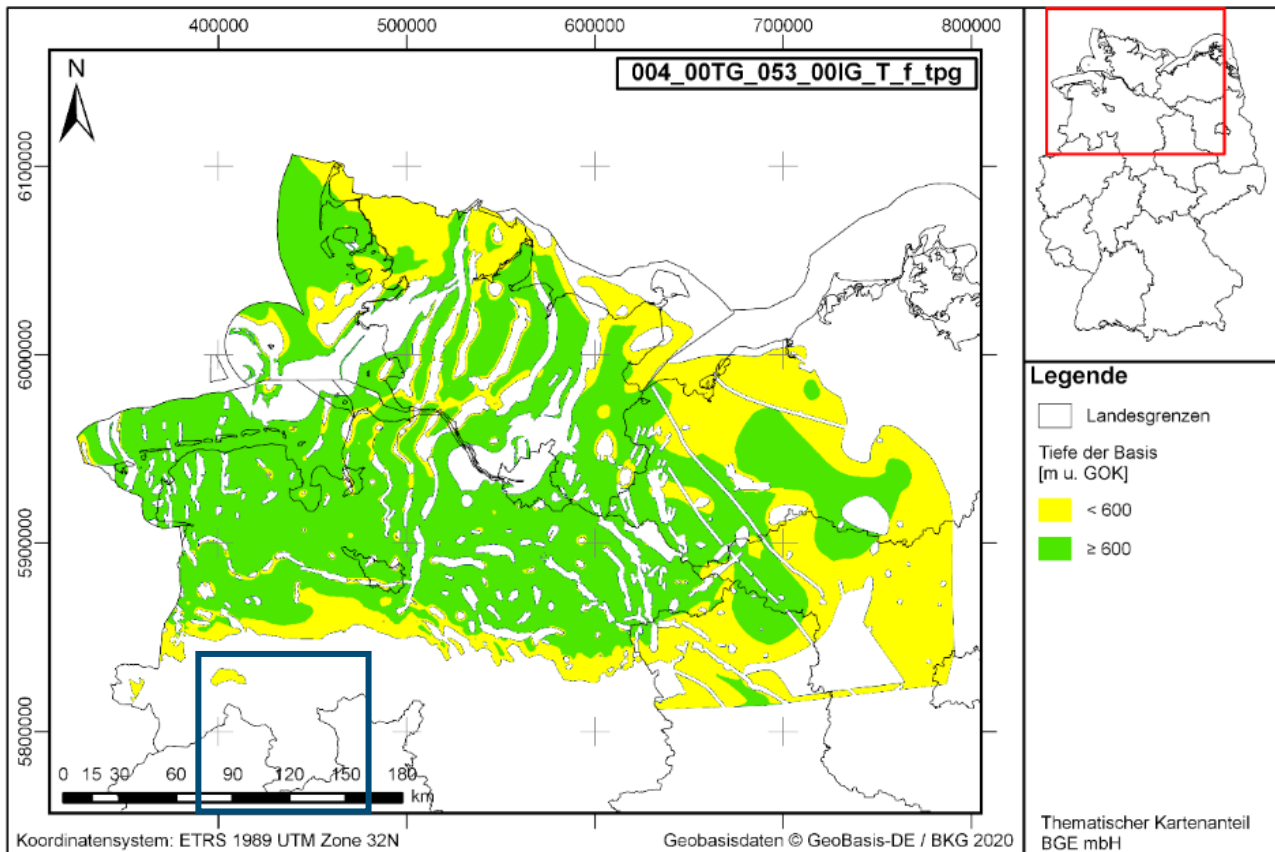 400000 500000 600000 700000 800000
N
004_00TG_053_00IG_T_f_tpg
6100000
6000000
5900000
5800000
0 15 30 60 90 120 150 180
km
Koordinatensystem: ETRS 1989 UTM Zone 32N
Geobasisdaten © GeoBasis-DE / BKG 2020
Legende
Landesgrenzen
Tiefe der Basis
[m u. GOK]
< 600
≥ 600
Thematischer Kartenanteil
BGE mbH